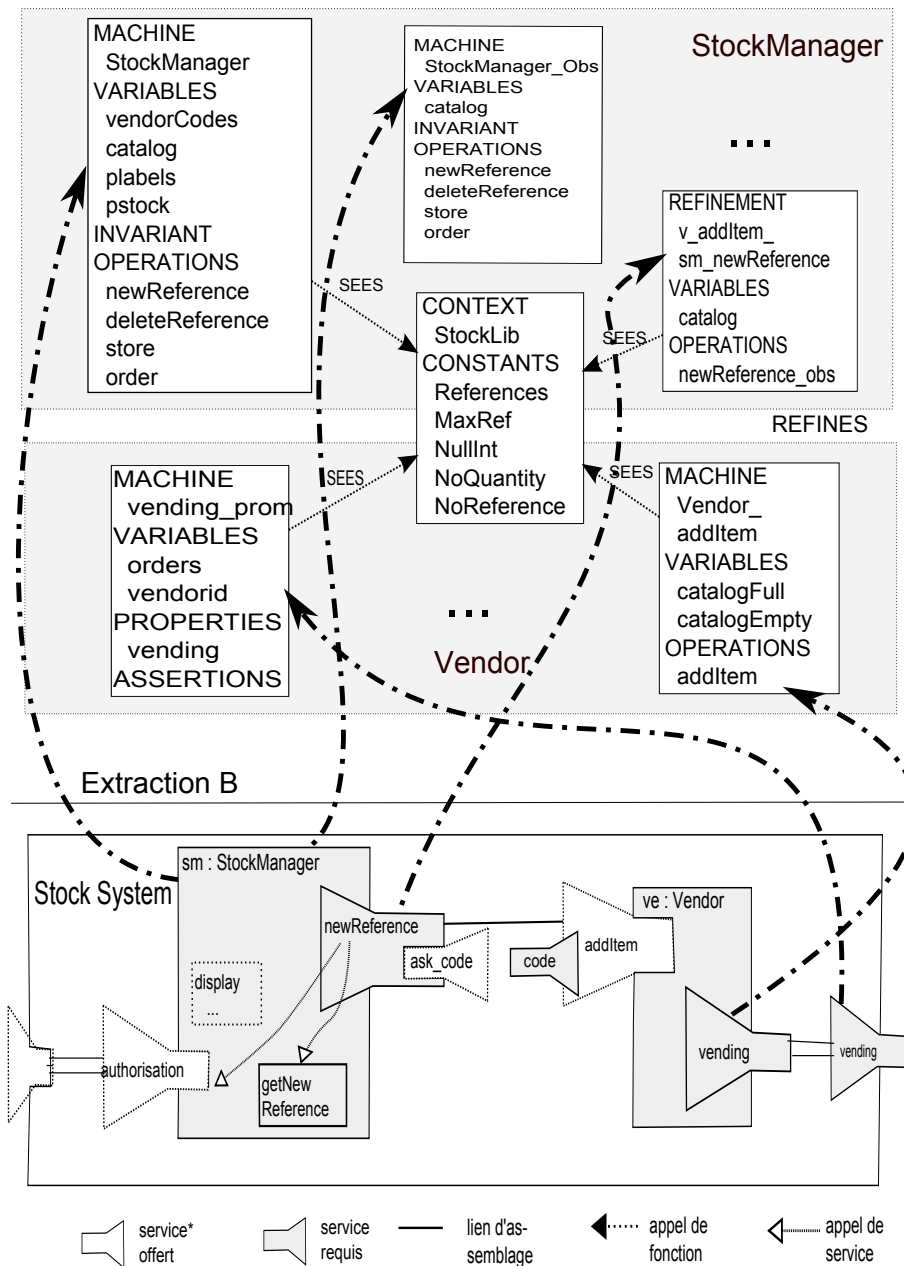 StockManager
MACHINE
StockManager
VARIABLES
vendorCodes
catalog
plabels
pstock
INVARIANT
OPERATIONS
newReference
deleteReference
store
order
MACHINE
StockManager_Obs
VARIABLES
catalog
INVARIANT
OPERATIONS
newReference
deleteReference
store
order
...
REFINEMENT
v_addItem_
sm_newReference
VARIABLES
catalog
OPERATIONS
newReference_obs
SEES
SEES
CONTEXT
StockLib
CONSTANTS
References
MaxRef
NullInt
NoQuantity
NoReference
REFINES
MACHINE
vending_prom
VARIABLES
orders
vendorid
PROPERTIES
vending
ASSERTIONS
SEES
SEES
MACHINE
Vendor_
addItem
VARIABLES
catalogFull
catalogEmpty
OPERATIONS
addItem
...
Vendor
Extraction B
Stock System
sm : StockManager
newReference
ask_code
display
...
authorisation
getNew
Reference
code
addItem
ve : Vendor
vending
vending
service*
offert
service
requis
lien d'as-
semblage
appel de
fonction
appel de
service